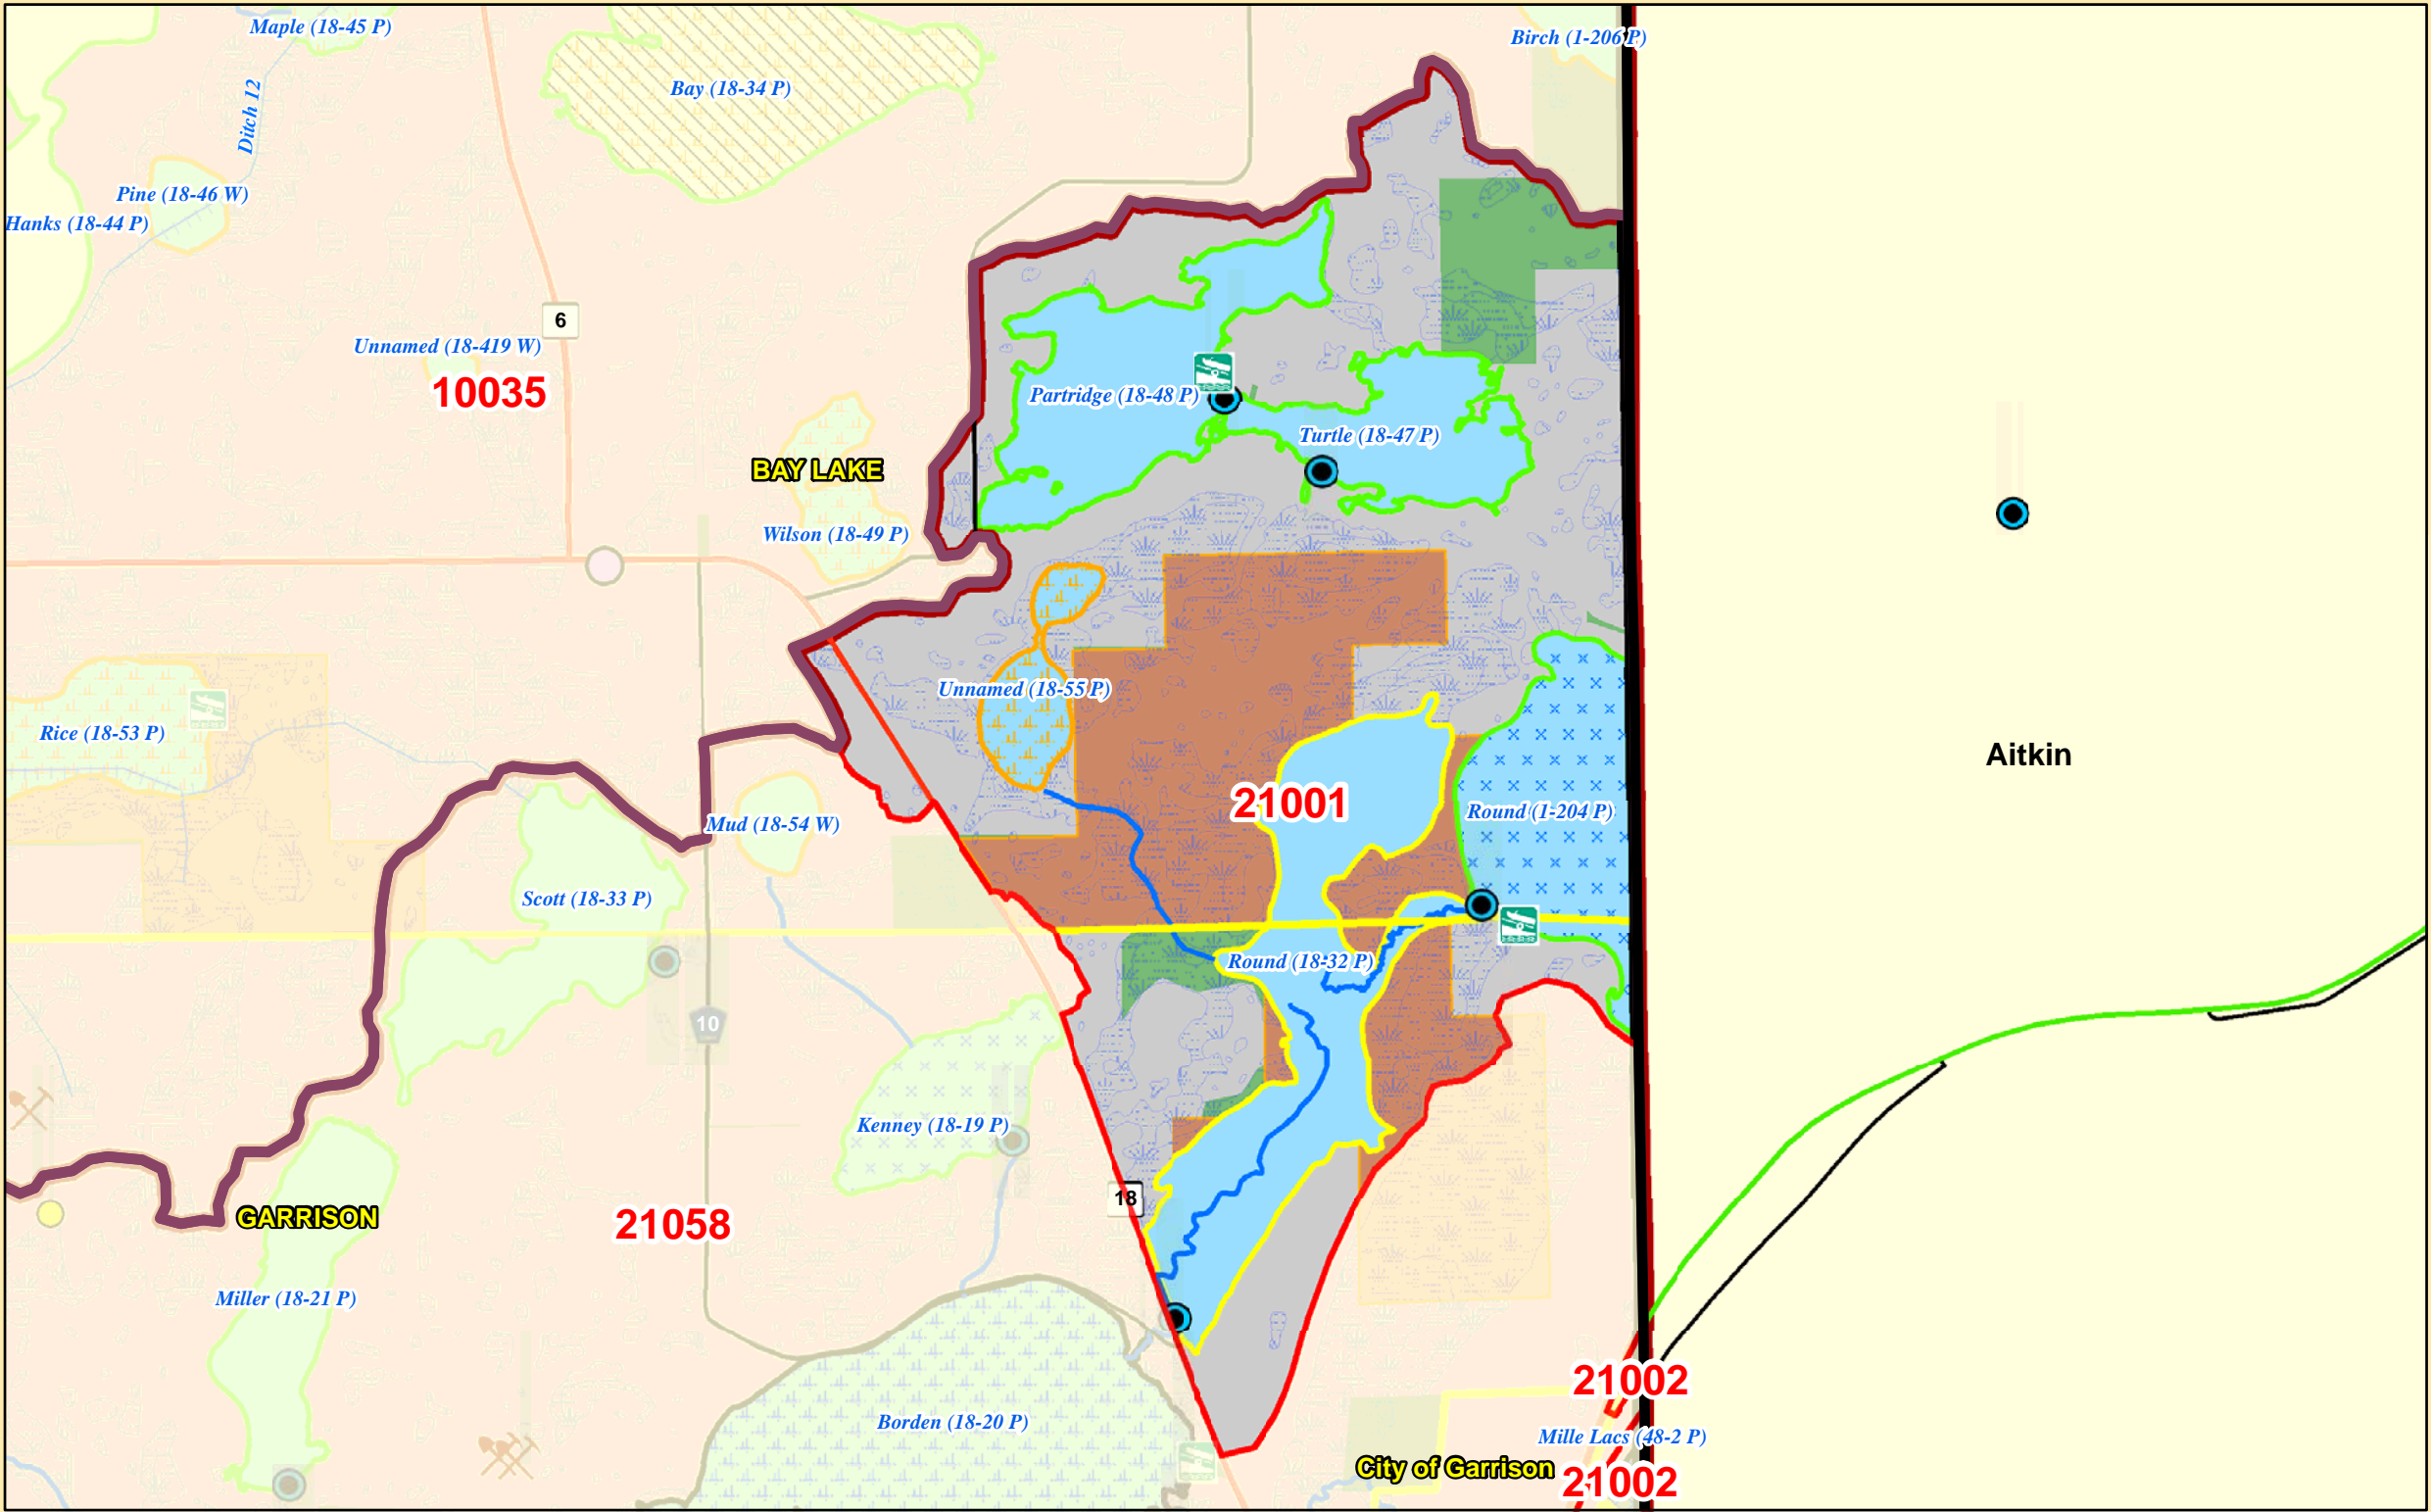 Maple (18-45 P)
Birch (1-206 P)
Bay (18-34 P)
Ditch 12
Pine (18-46 W)
Hanks (18-44 P)
6
Unnamed (18-419 W)
10035
Partridge (18-48 P)
Turtle (18-47 P)
BAY LAKE
Wilson (18-49 P)
Unnamed (18-55 P)
Rice (18-53 P)
Aitkin
21001
Round (1-204 P)
Mud (18-54 W)
Scott (18-33 P)
Round (18-32 P)
10
Kenney (18-19 P)
18
GARRISON
21058
Miller (18-21 P)
21002
Borden (18-20 P)
Mille Lacs (48-2 P)
City of Garrison
21002